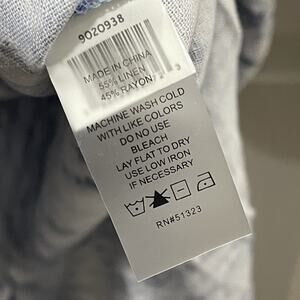 9020938
MADE IN CHINA
55% LINEN
45% RAYON
MACHINE WASH COLD
WITH LIKE COLORS
DO NOT USE
BLEACH
LAY FLAT TO DRY
USE LOW IRON
IF NECESSARY
RN#51323